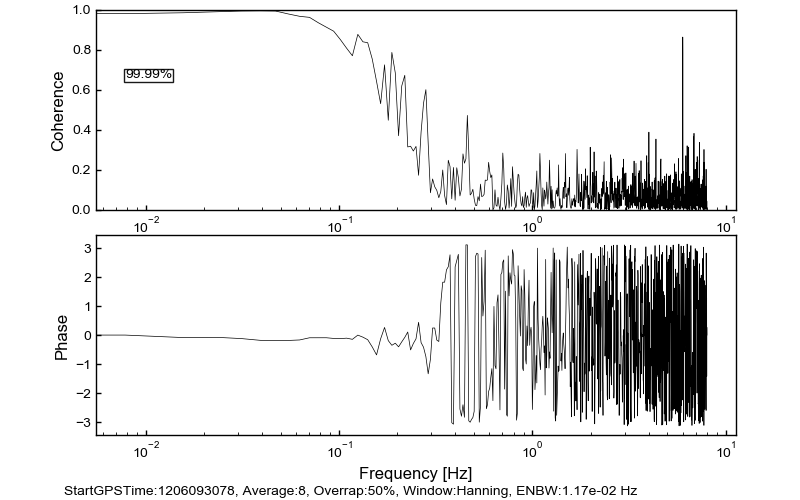 1.0
0.8
0.6
0.4
0.2
0.0
Coherence
99.99%
10⁻² 10⁻¹ 10⁰ 10¹
3
2
1
0
−1
−2
−3
Phase
10⁻² 10⁻¹ 10⁰ 10¹
Frequency [Hz]
StartGPSTime:1206093078, Average:8, Overrap:50%, Window:Hanning, ENBW:1.17e-02 Hz